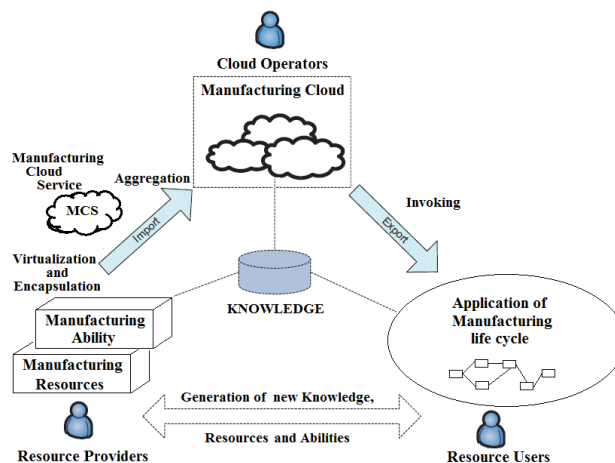 Cloud Operators
Manufacturing Cloud
Manufacturing
Cloud
Service
MCS
Aggregation
Import
Virtualization
and
Encapsulation
Invoking
Export
KNOWLEDGE
Manufacturing
Ability
Manufacturing
Resources
Application of
Manufacturing
life cycle
Generation of new Knowledge,
Resources and Abilities
Resource Providers
Resource Users